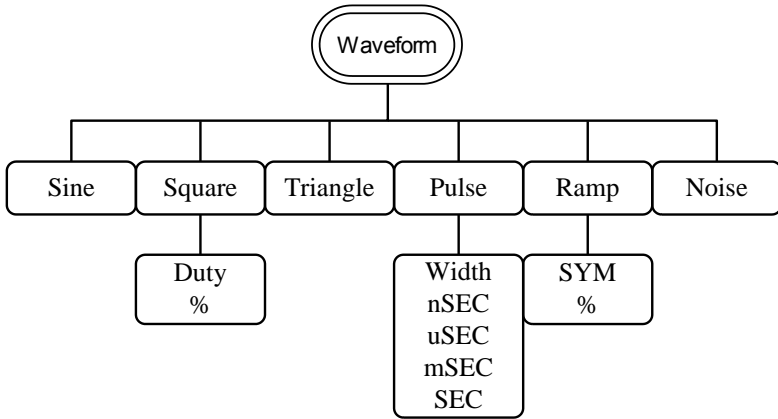 Waveform
Sine
Square
Triangle
Pulse
Ramp
Noise
Duty
%
Width
nSEC
uSEC
mSEC
SEC
SYM
%